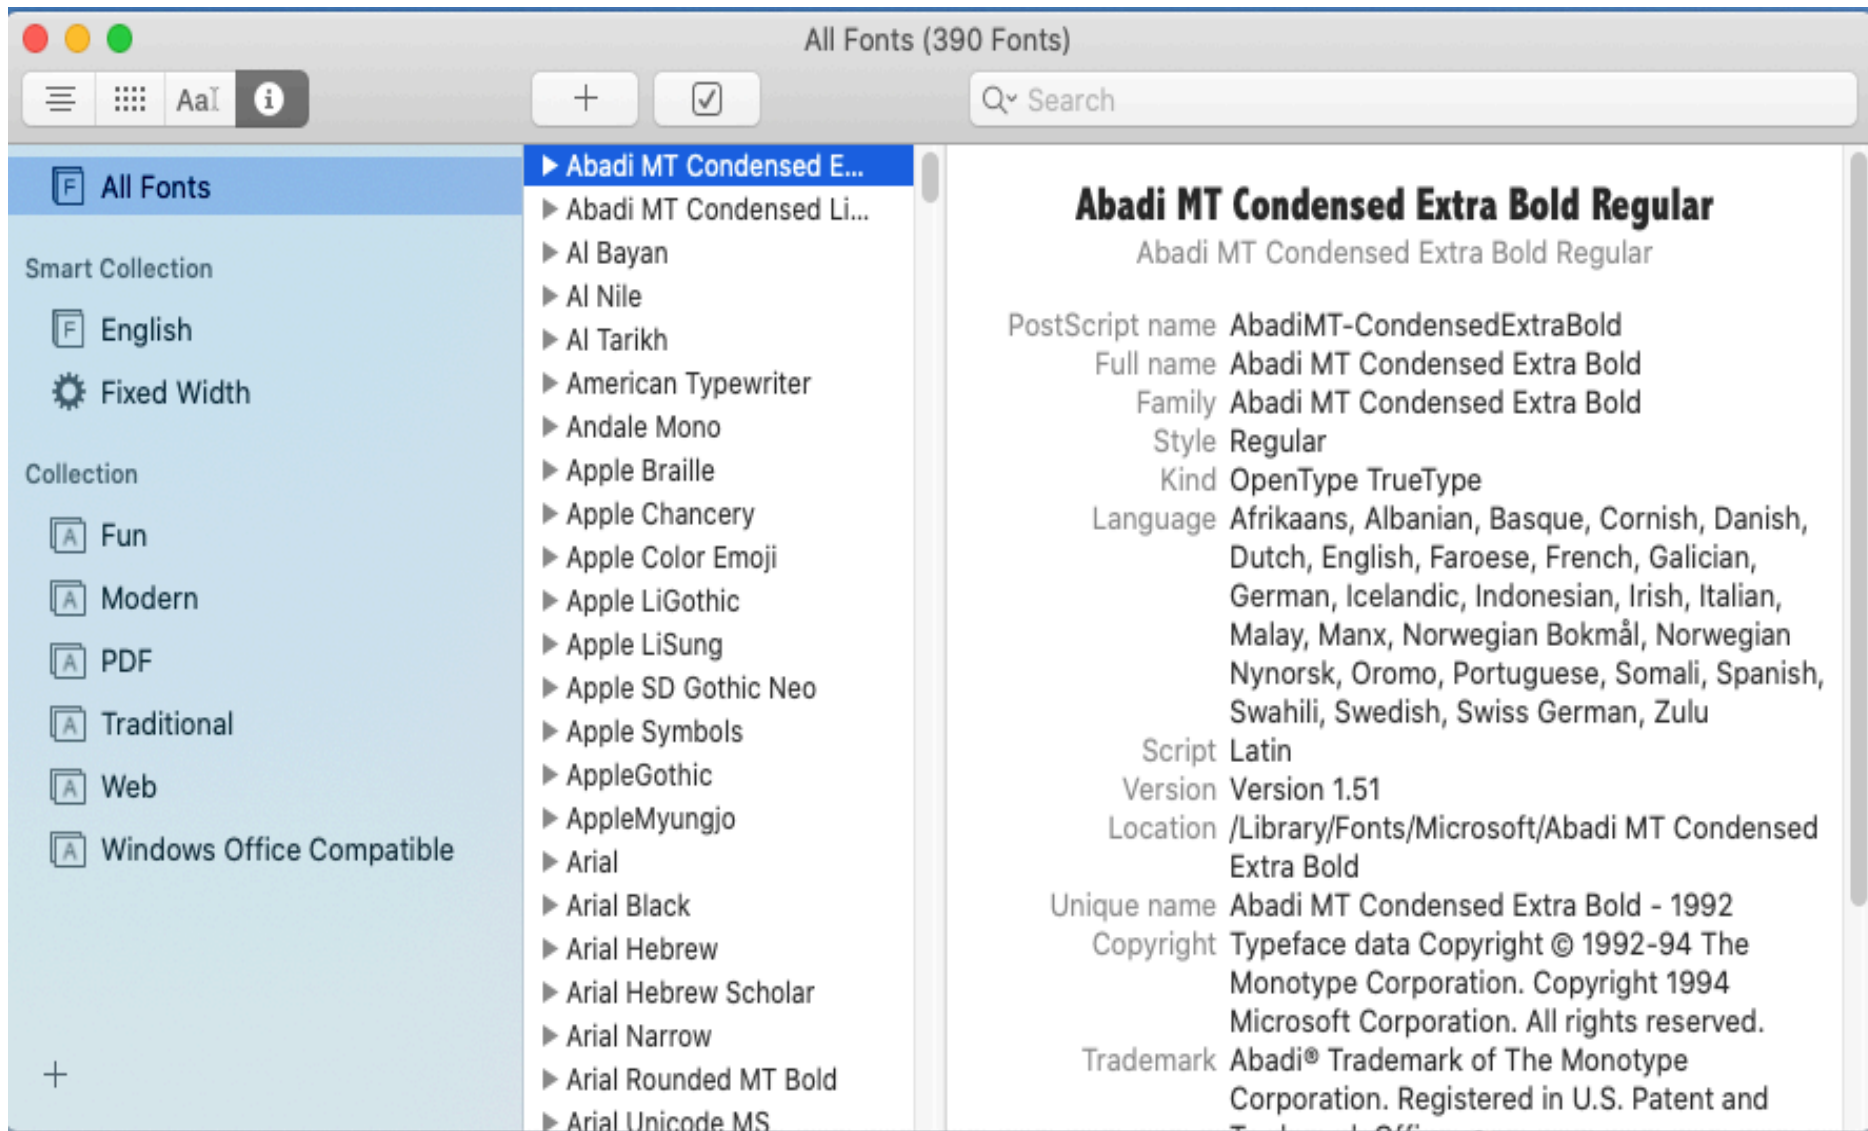 All Fonts (390 Fonts)
AaI
Search
All Fonts
Smart Collection
English
Fixed Width
Collection
Fun
Modern
PDF
Traditional
Web
Windows Office Compatible
Abadi MT Condensed E...
Abadi MT Condensed Li...
Al Bayan
Al Nile
Al Tarikh
American Typewriter
Andale Mono
Apple Braille
Apple Chancery
Apple Color Emoji
Apple LiGothic
Apple LiSung
Apple SD Gothic Neo
Apple Symbols
AppleGothic
AppleMyungjo
Arial
Arial Black
Arial Hebrew
Arial Hebrew Scholar
Arial Narrow
Arial Rounded MT Bold
Arial Unicode MS
Abadi MT Condensed Extra Bold Regular
Abadi MT Condensed Extra Bold Regular
PostScript name AbadiMT-CondensedExtraBold
Full name Abadi MT Condensed Extra Bold
Family Abadi MT Condensed Extra Bold
Style Regular
Kind OpenType TrueType
Language Afrikaans, Albanian, Basque, Cornish, Danish,
Dutch, English, Faroese, French, Galician,
German, Icelandic, Indonesian, Irish, Italian,
Malay, Manx, Norwegian Bokmål, Norwegian
Nynorsk, Oromo, Portuguese, Somali, Spanish,
Swahili, Swedish, Swiss German, Zulu
Script Latin
Version Version 1.51
Location /Library/Fonts/Microsoft/Abadi MT Condensed
Extra Bold
Unique name Abadi MT Condensed Extra Bold - 1992
Copyright Typeface data Copyright © 1992-94 The
Monotype Corporation. Copyright 1994
Microsoft Corporation. All rights reserved.
Trademark Abadi® Trademark of The Monotype
Corporation. Registered in U.S. Patent and